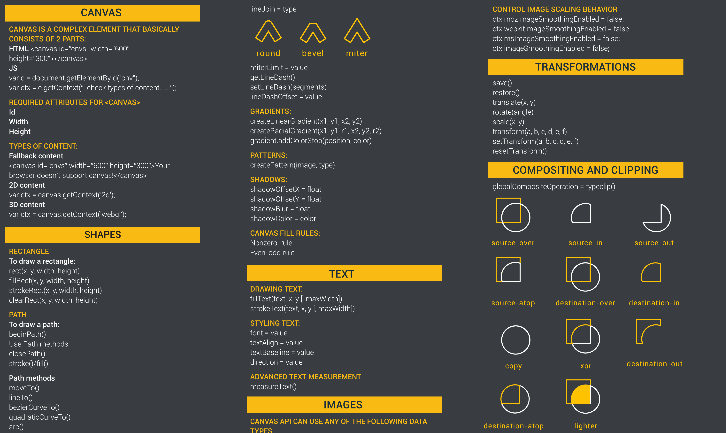 CANVAS
CANVAS IS A COMPLEX ELEMENT THAT BASICALLY
CONSISTS OF 2 PARTS:
HTML <canvas id="cnvs" width="600"
height="300"></canvas>
JS
var c = document.getElementById("cnvs");
var ctx = c.getContext("
REQUIRED ATTRIBUTES FOR <CANVAS>
Id
Width
Height
TYPES OF CONTENT:
Fallback content
<canvas id="cnvs" width="600" height="300">Your
browser doesn't support canvas!</canvas>
2D content
var ctx = canvas.getContext('2d');
3D content
var ctx = canvas.getContext('webgl');
SHAPES
RECTANGLE
To draw a rectangle:
rect(x, y, width, height)
fillRect(x, y, width, height)
strokeRect(x, y, width, height)
clearRect(x, y, width, height)
PATH
To draw a path:
beginPath()
Use Path methods
closePath()
stroke()/fill()
Path methods
moveTo()
lineTo()
bezierCurveTo()
quadraticCurveTo()
arc()
lineJoin = type
round bevel miter
miterLimit = value
getLineDash()
setLineDash(segments)
lineDashOffset = value
GRADIENTS:
createLinearGradient(x1, y1, x2, y2)
createRadialGradient(x1, y1, r1, x2, y2, r2)
gradient.addColorStop(position, color)
PATTERNS:
createPattern(image, type)
SHADOWS:
shadowOffsetX = float
shadowOffsetY = float
shadowBlur = float
shadowColor = color
CANVAS FILL RULES:
Nonzero-rule
Even-odd rule
TEXT
DRAWING TEXT:
fillText(text, x, y [, maxWidth])
strokeText(text, x, y [, maxWidth])
STYLING TEXT:
font = value
textAlign = value
textBaseline = value
direction = value
ADVANCED TEXT MEASUREMENT
measureText()
IMAGES
CANVAS API CAN USE ANY OF THE FOLLOWING DATA
TYPES
CONTROL IMAGE SCALING BEHAVIOR
ctx.mozImageSmoothingEnabled = false;
ctx.webkitImageSmoothingEnabled = false;
ctx.msImageSmoothingEnabled = false;
ctx.imageSmoothingEnabled = false;
TRANSFORMATIONS
save()
restore()
translate(x, y)
rotate(angle)
scale(x, y)
transform(a, b, c, d, e, f)
setTransform(a, b, c, d, e, f)
resetTransform()
COMPOSITING AND CLIPPING
globalCompositeOperation = typeclip()
source-over source-in source-out
source-atop destination-over destination-in
copy xor destination-out
destination-atop lighter